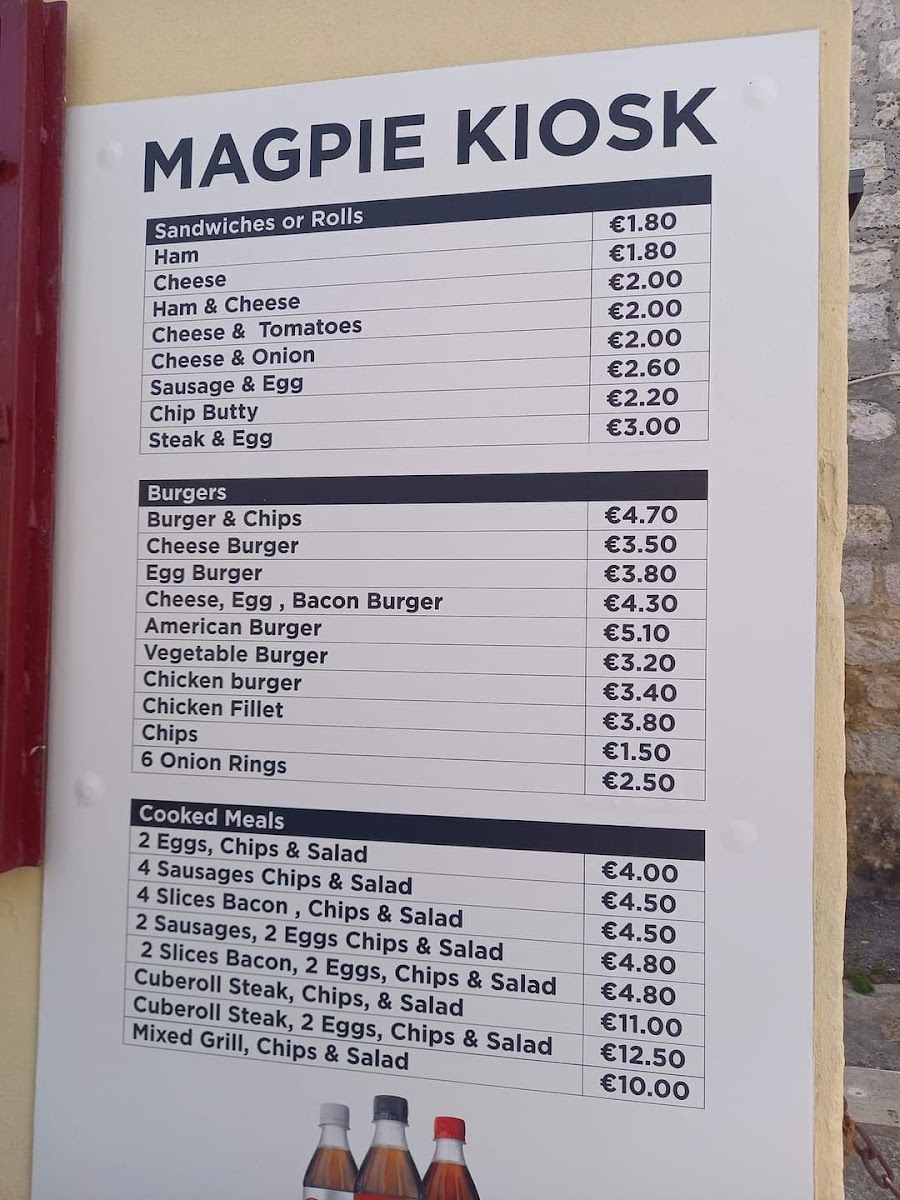 MAGPIE KIOSK
Sandwiches or Rolls
Ham €1.80
Cheese €1.80
Ham & Cheese €2.00
Cheese & Tomatoes €2.00
Cheese & Onion €2.00
Sausage & Egg €2.60
Chip Butty €2.20
Steak & Egg €3.00
Burgers
Burger & Chips €4.70
Cheese Burger €3.50
Egg Burger €3.80
Cheese, Egg , Bacon Burger €4.30
American Burger €5.10
Vegetable Burger €3.20
Chicken burger €3.40
Chicken Fillet €3.80
Chips €1.50
6 Onion Rings €2.50
Cooked Meals
2 Eggs, Chips & Salad €4.00
4 Sausages Chips & Salad €4.50
4 Slices Bacon , Chips & Salad €4.50
2 Sausages, 2 Eggs Chips & Salad €4.80
2 Slices Bacon, 2 Eggs, Chips & Salad €4.80
Cuberoll Steak, Chips, & Salad €11.00
Cuberoll Steak, 2 Eggs, Chips & Salad €12.50
Mixed Grill, Chips & Salad €10.00